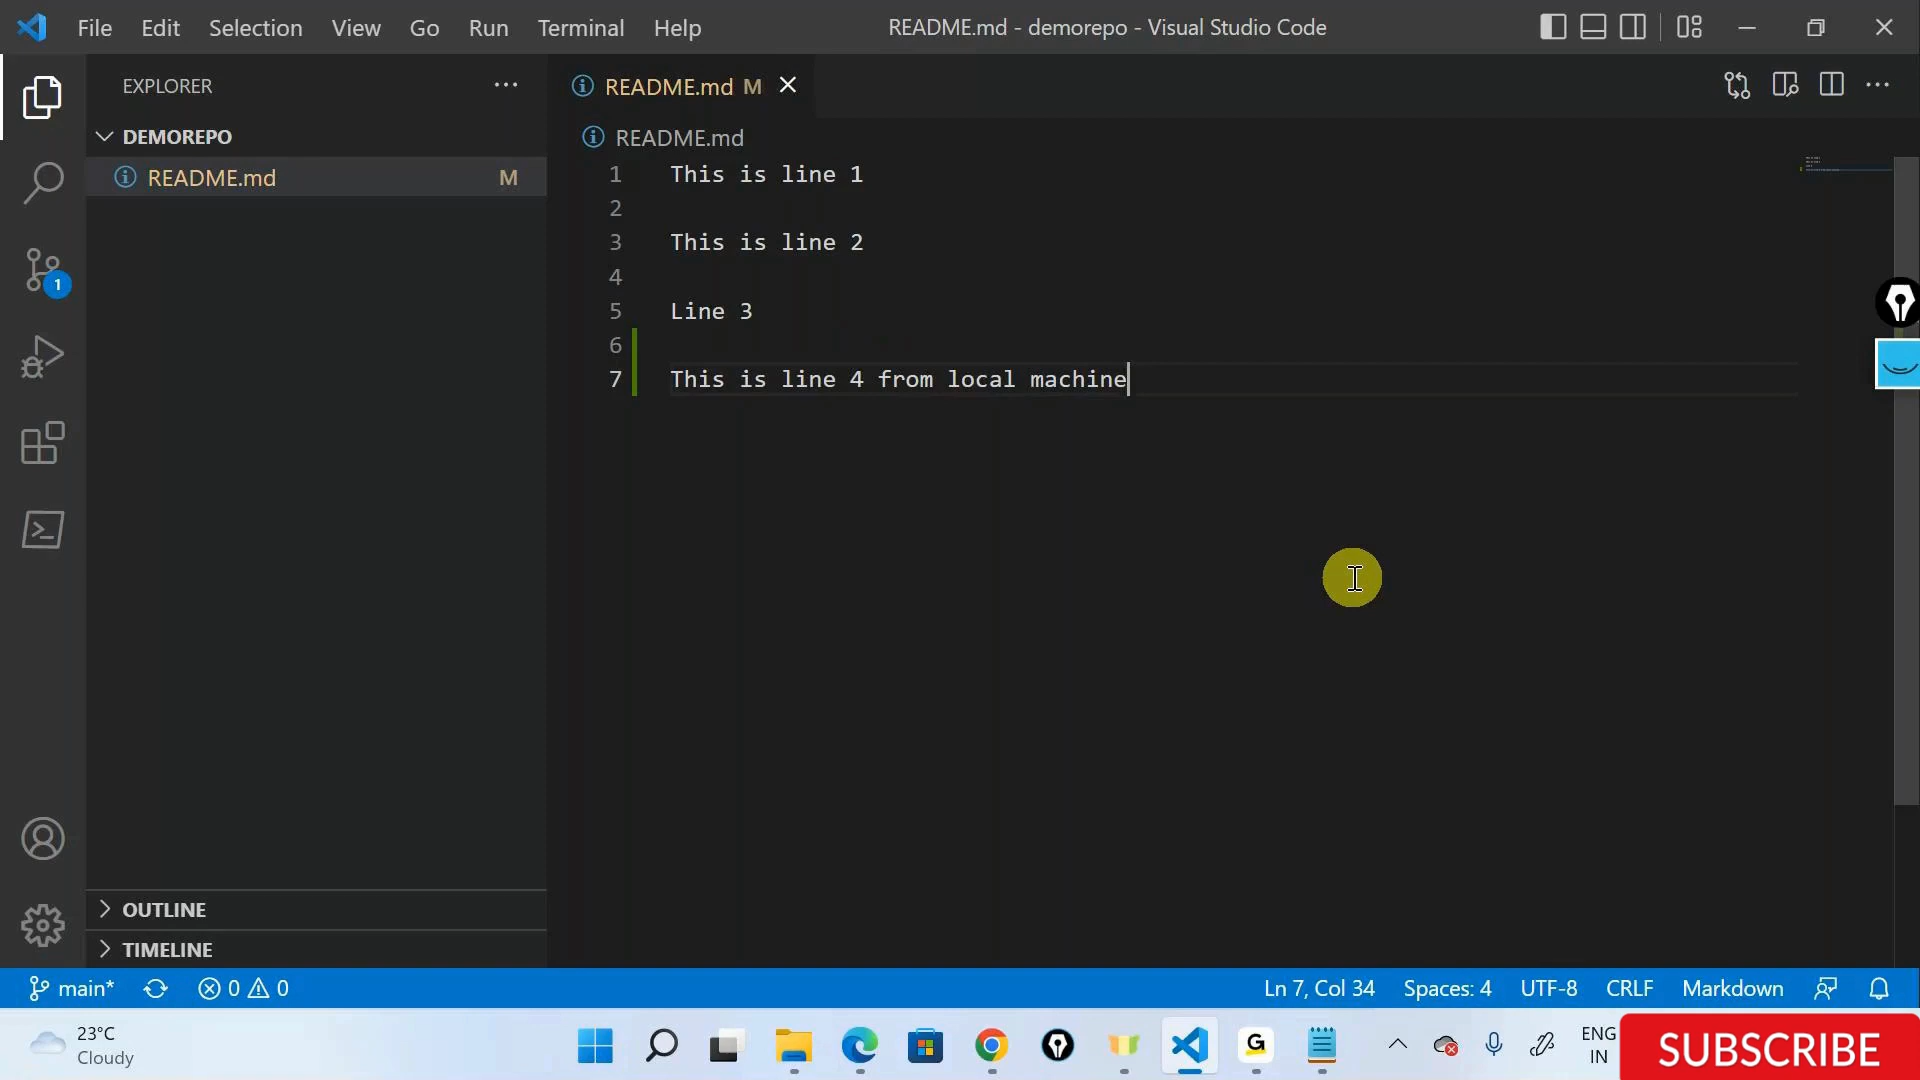 File Edit Selection View Go Run Terminal Help README.md - demorepo - Visual Studio Code
EXPLORER
README.md M
DEMOREPO
README.md
README.md M
1 This is line 1
2
3 This is line 2
4
5 Line 3
6
7 This is line 4 from local machine
1
OUTLINE
TIMELINE
main* 0 0 Ln 7, Col 34 Spaces: 4 UTF-8 CRLF Markdown
23°C
Cloudy
G
ENG
IN
SUBSCRIBE